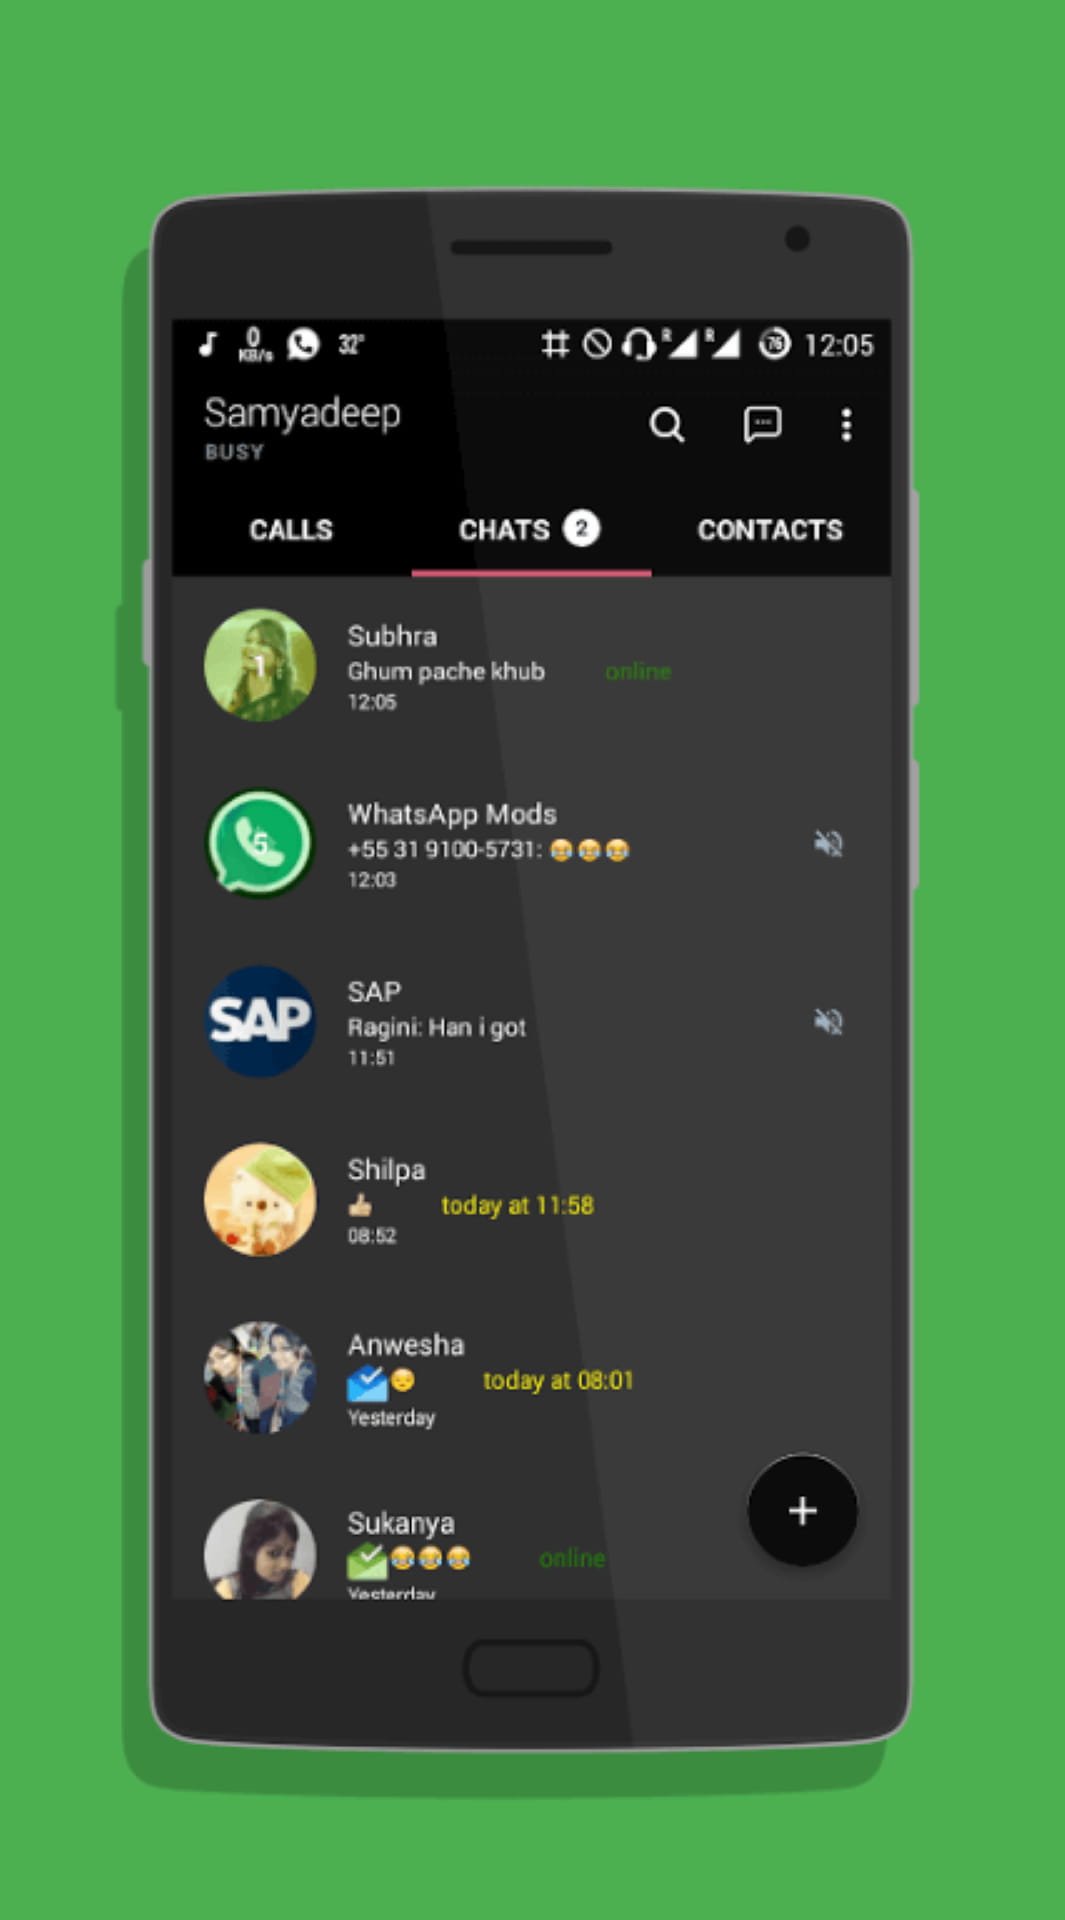 0
KB/s
32°
R
R
76
12:05
Samyadeep
BUSY
CALLS
CHATS 2
CONTACTS
1
Subhra
Ghum pache khub
online
12:05
5
WhatsApp Mods
+55 31 9100-5731: 😂😂😂
12:03
SAP
SAP
Ragini: Han i got
11:51
Shilpa
👍🏼 today at 11:58
08:52
Anwesha
😔 today at 08:01
Yesterday
Sukanya
😂😂😂 online
Yesterday
+